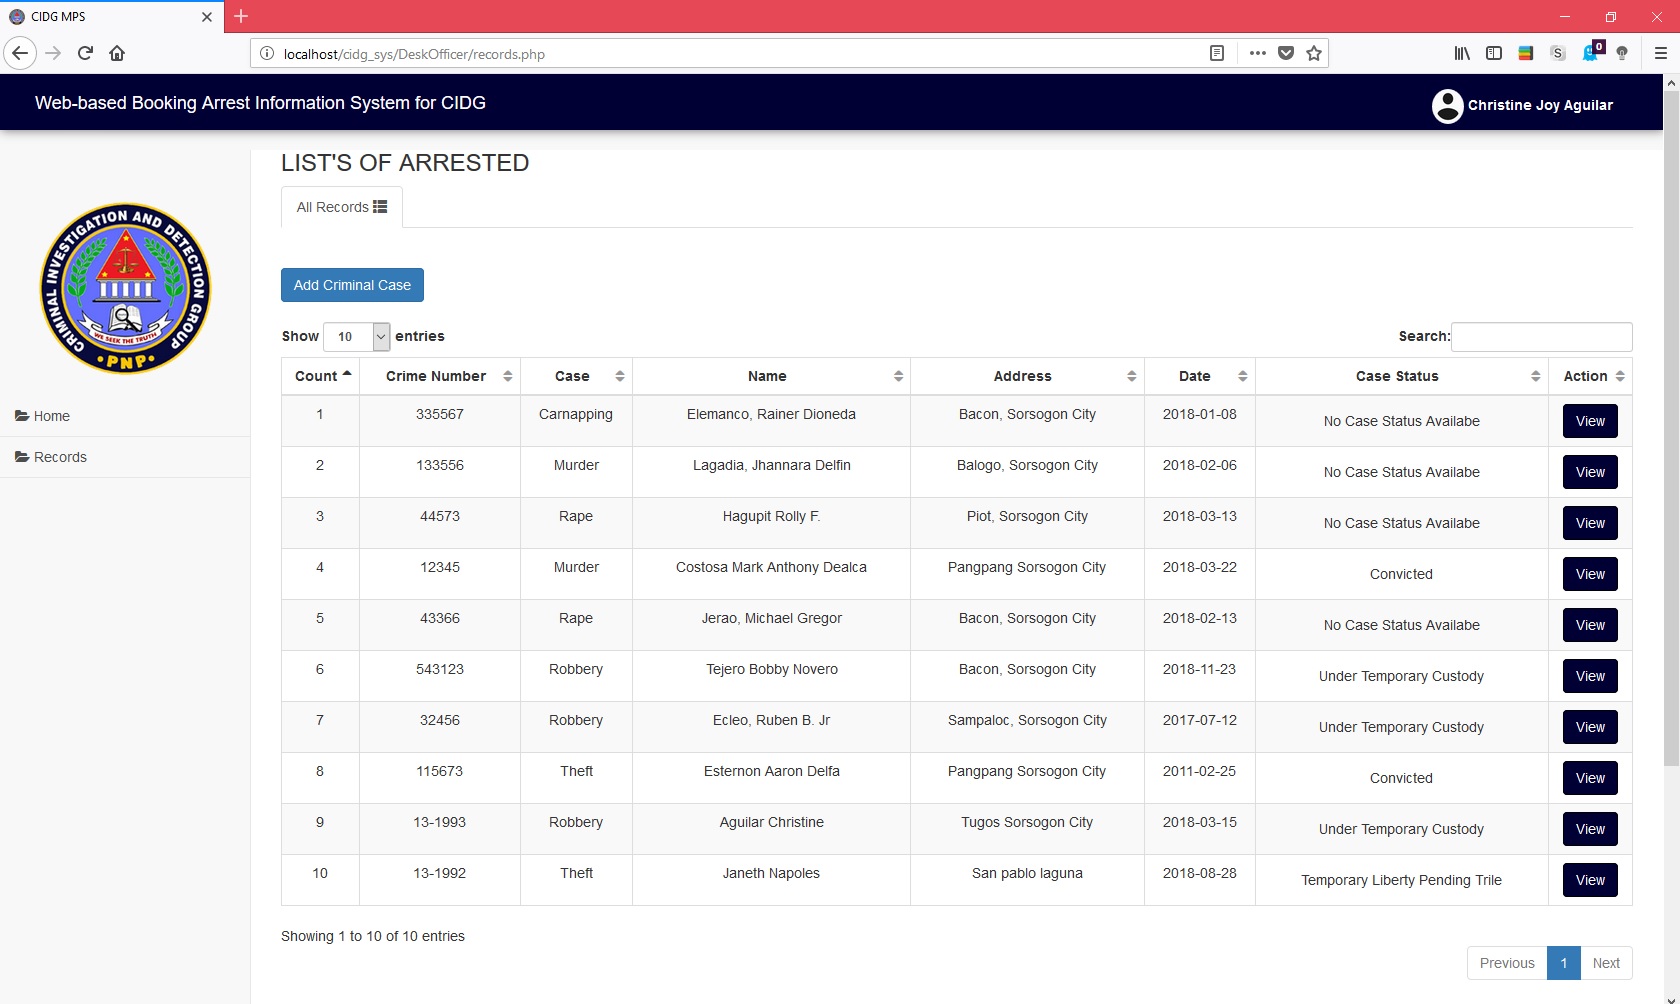 CIDG MPS
localhost/cidg_sys/DeskOfficer/records.php
S
0
Web-based Booking Arrest Information System for CIDG
Christine Joy Aguilar
CRIMINAL INVESTIGATION AND DETECTION GROUP
WE SEEK THE TRUTH
PNP
Home
Records
LIST'S OF ARRESTED
All Records
Add Criminal Case
Show 10 entries
Search:
Count Crime Number Case Name Address Date Case Status Action
1 335567 Carnapping Elemanco, Rainer Dioneda Bacon, Sorsogon City 2018-01-08 No Case Status Availabe View
2 133556 Murder Lagadia, Jhannara Delfin Balogo, Sorsogon City 2018-02-06 No Case Status Availabe View
3 44573 Rape Hagupit Rolly F. Piot, Sorsogon City 2018-03-13 No Case Status Availabe View
4 12345 Murder Costosa Mark Anthony Dealca Pangpang Sorsogon City 2018-03-22 Convicted View
5 43366 Rape Jerao, Michael Gregor Bacon, Sorsogon City 2018-02-13 No Case Status Availabe View
6 543123 Robbery Tejero Bobby Novero Bacon, Sorsogon City 2018-11-23 Under Temporary Custody View
7 32456 Robbery Ecleo, Ruben B. Jr Sampaloc, Sorsogon City 2017-07-12 Under Temporary Custody View
8 115673 Theft Esternon Aaron Delfa Pangpang Sorsogon City 2011-02-25 Convicted View
9 13-1993 Robbery Aguilar Christine Tugos Sorsogon City 2018-03-15 Under Temporary Custody View
10 13-1992 Theft Janeth Napoles San pablo laguna 2018-08-28 Temporary Liberty Pending Trile View
Showing 1 to 10 of 10 entries
Previous 1 Next